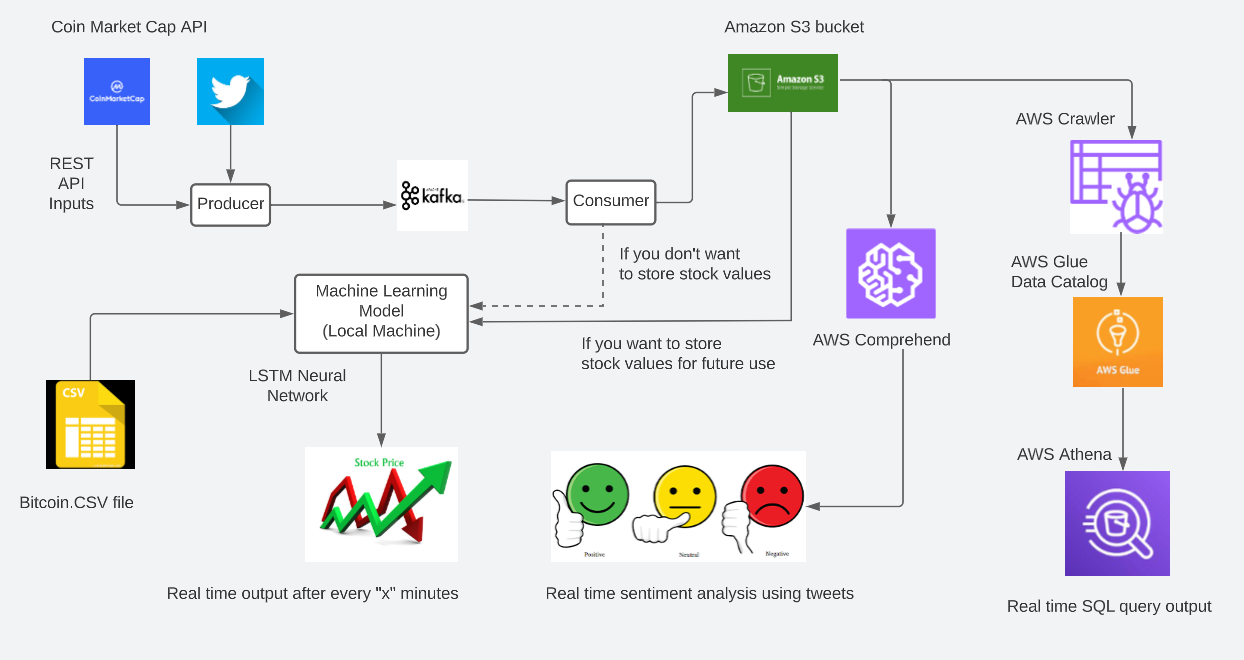 Coin Market Cap API
Amazon S3 bucket
CoinMarketCap
Amazon S3
REST
API
Inputs
Producer
kafka
Consumer
AWS Crawler
If you don't want
to store stock values
AWS Glue
Data Catalog
Machine Learning
Model
(Local Machine)
If you want to store
stock values for future use
AWS Comprehend
AWS Glue
LSTM Neural
Network
CSV
Stock Price
AWS Athena
Positive
Neutral
Negative
Bitcoin.CSV file
Real time output after every "x" minutes
Real time sentiment analysis using tweets
Real time SQL query output